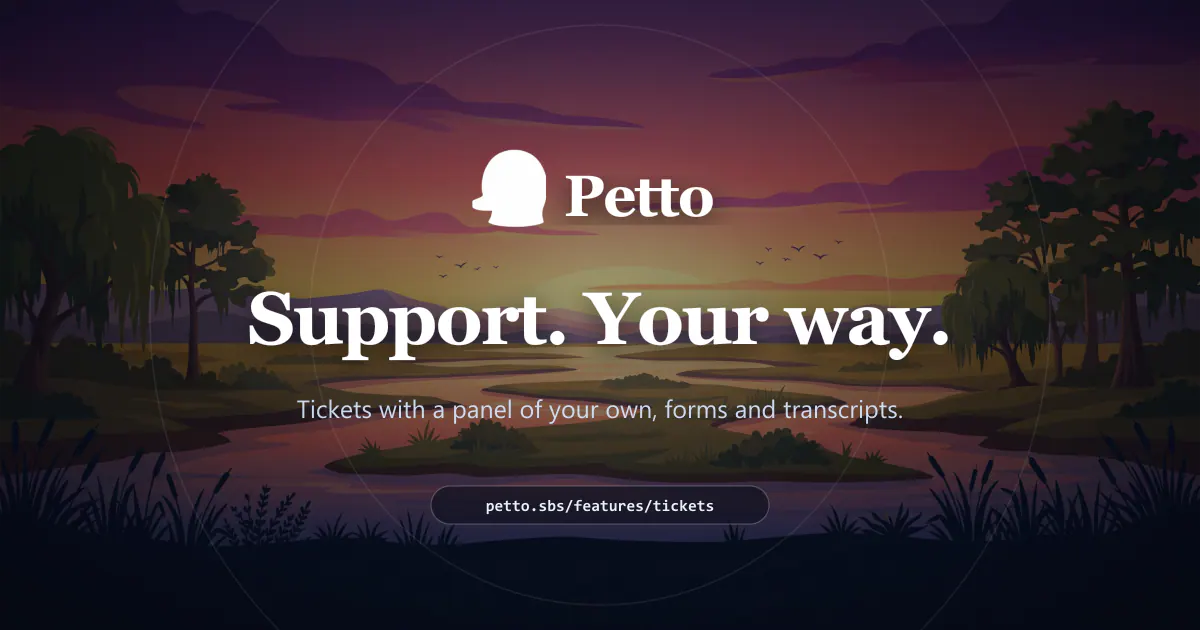 Petto
Support. Your way.
Tickets with a panel of your own, forms and transcripts.
petto.sbs/features/tickets